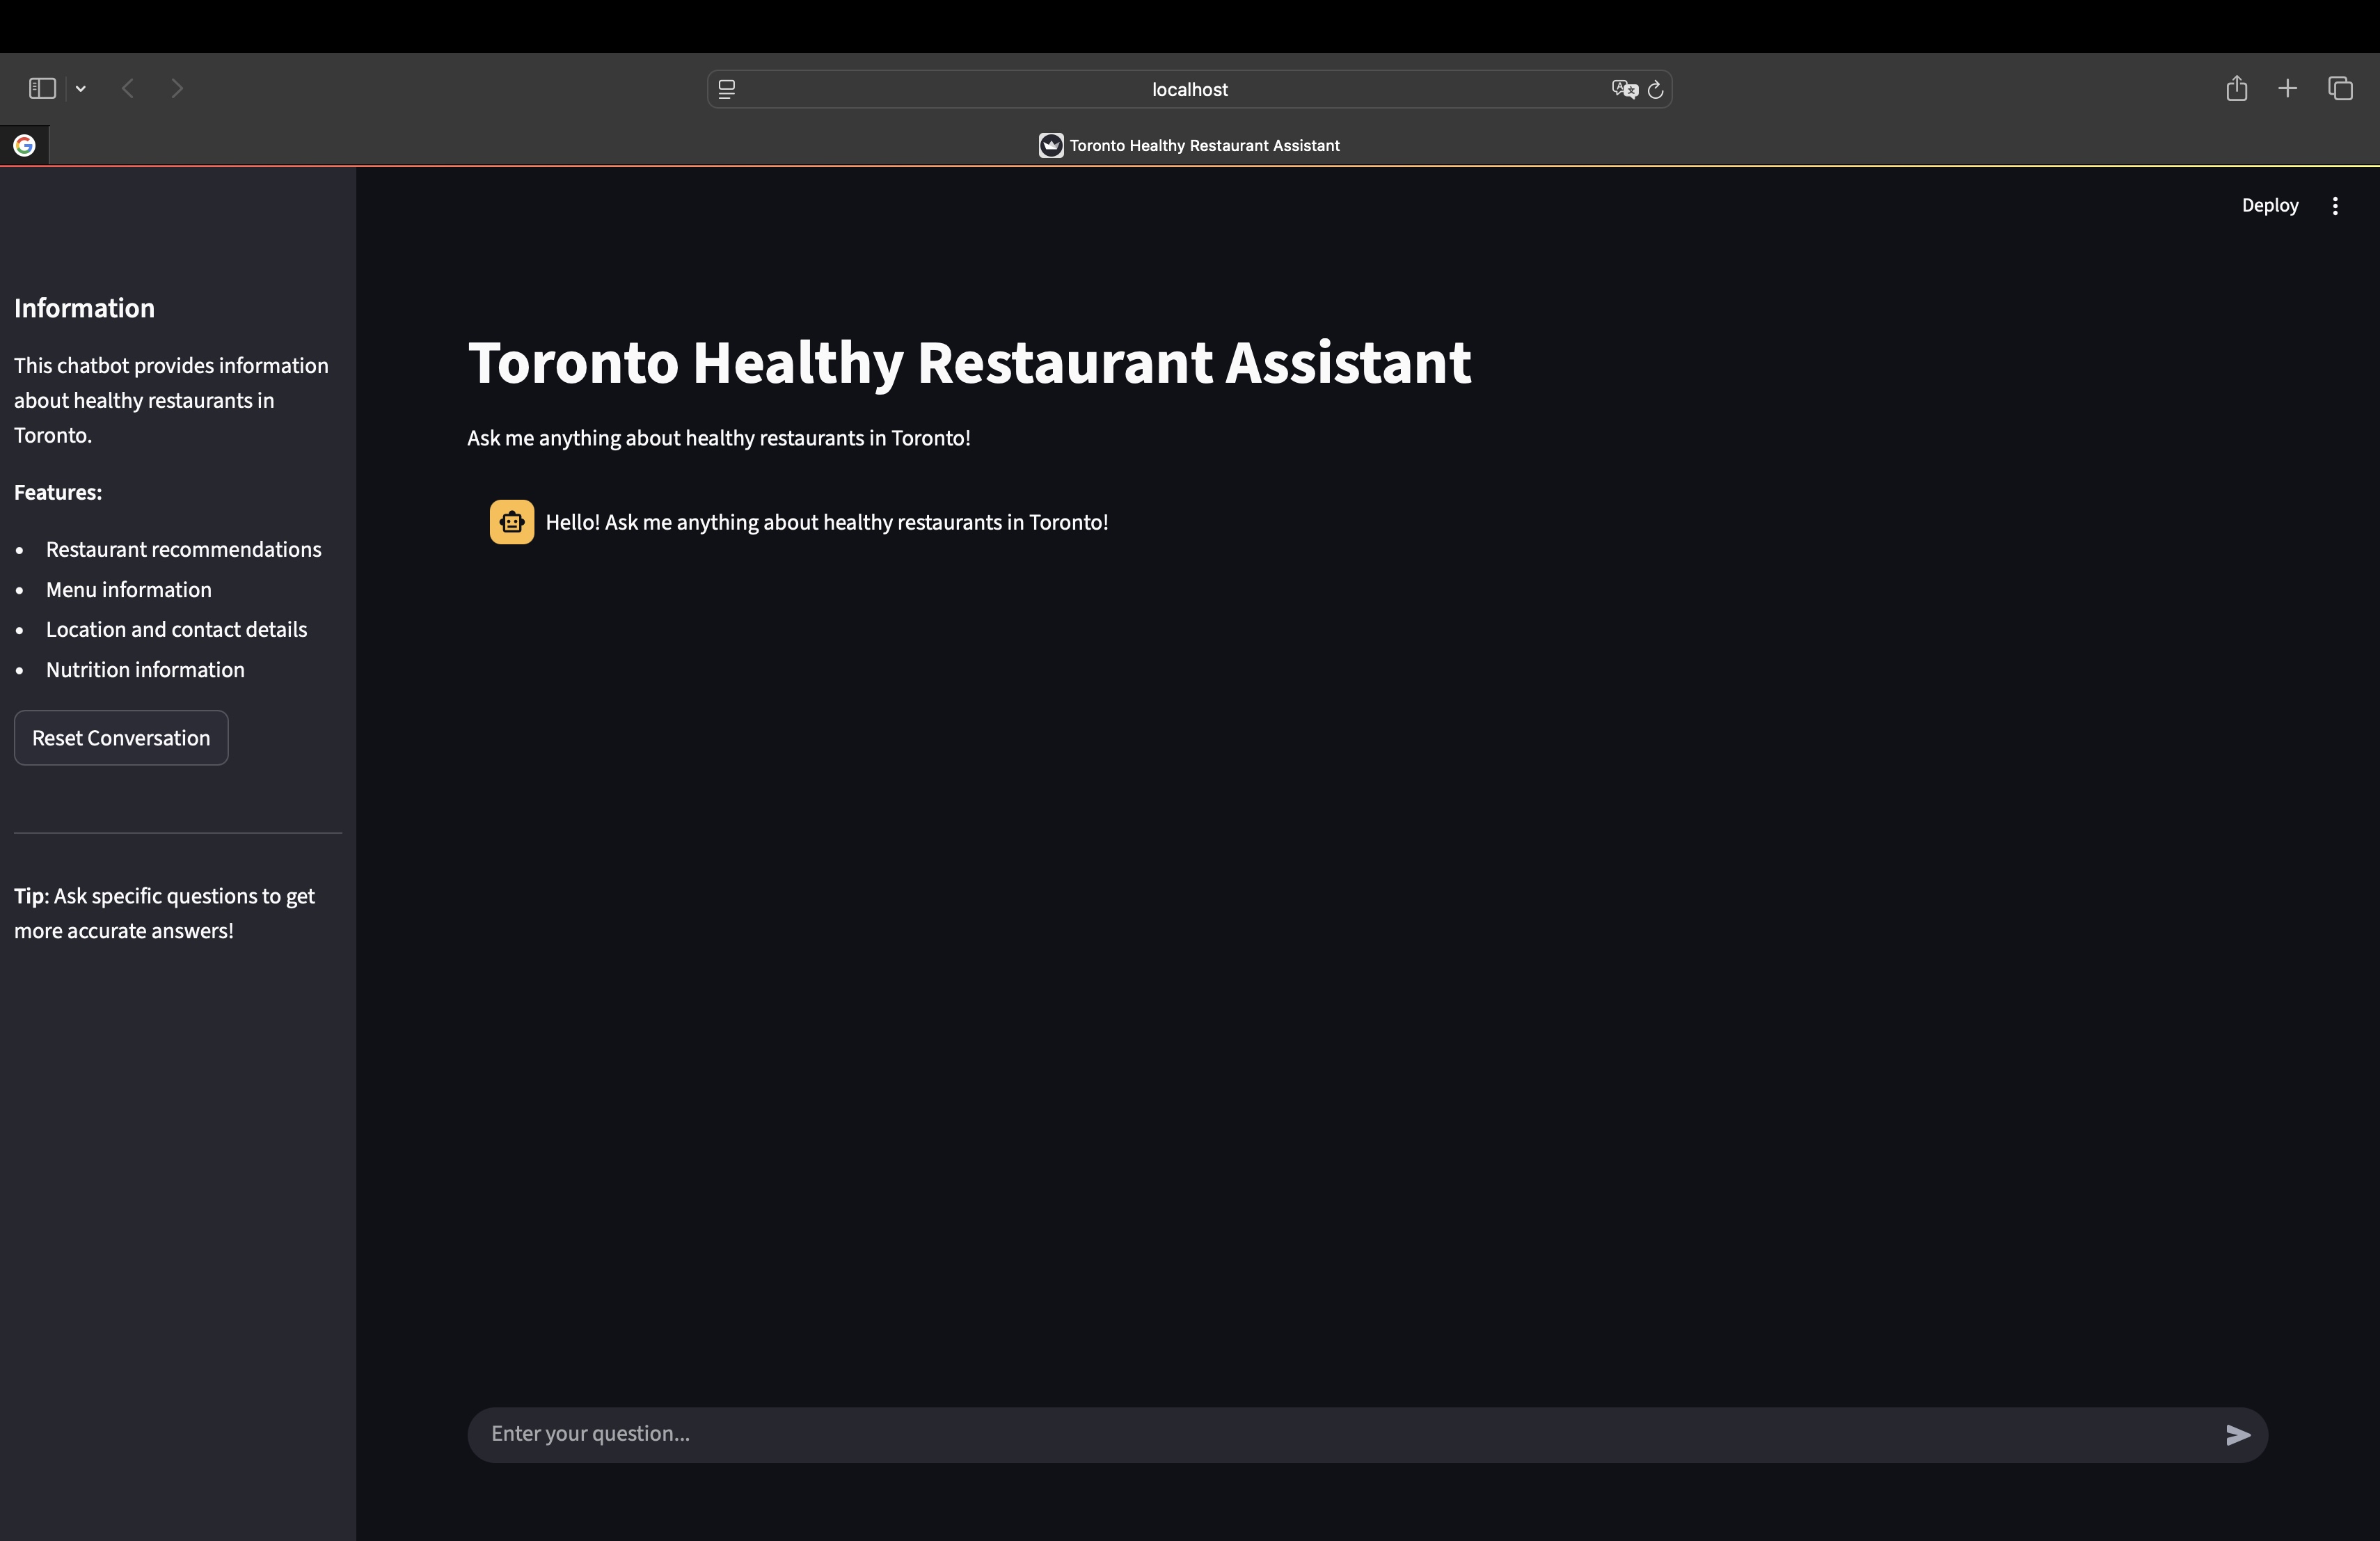 localhost
Toronto Healthy Restaurant Assistant
Deploy
Information
This chatbot provides information
about healthy restaurants in
Toronto.
Features:
• Restaurant recommendations
• Menu information
• Location and contact details
• Nutrition information
Reset Conversation
Tip: Ask specific questions to get
more accurate answers!
Toronto Healthy Restaurant Assistant
Ask me anything about healthy restaurants in Toronto!
Hello! Ask me anything about healthy restaurants in Toronto!
Enter your question...